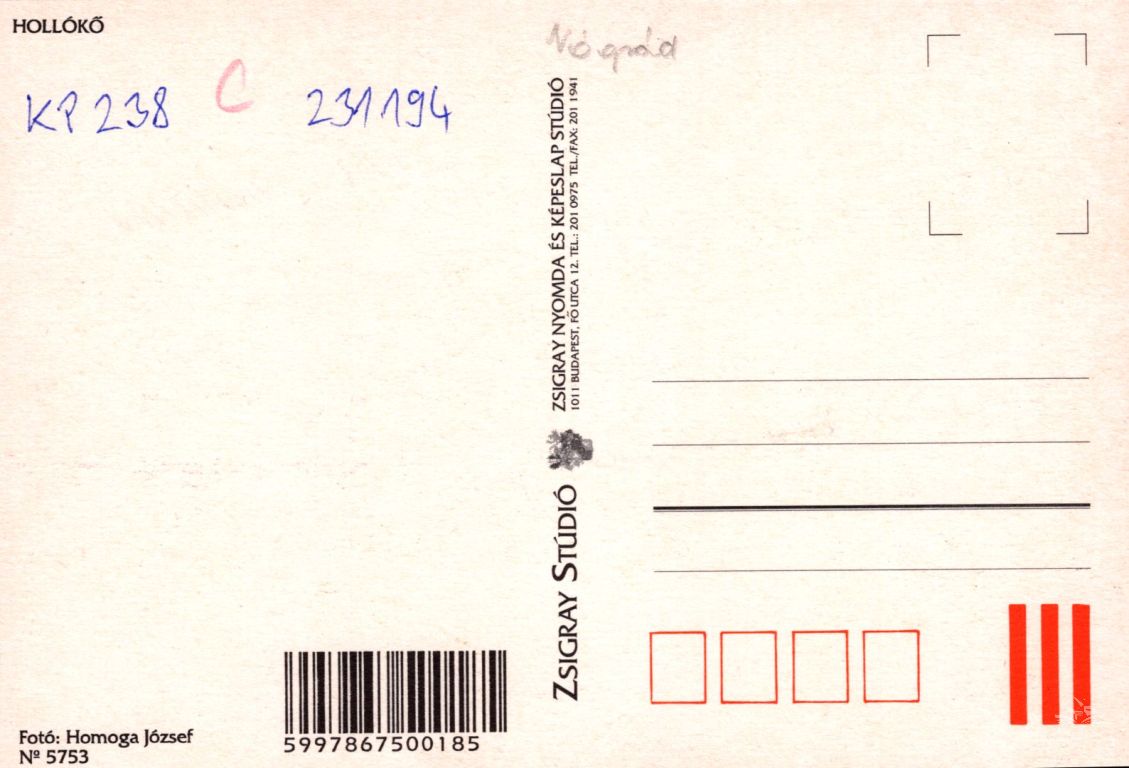 HOLLÓKŐ
KP 238 C 231194
Nógrád
ZSIGRAY NYOMDA ÉS KÉPESLAP STÚDIÓ
1011 BUDAPEST, FŐ UTCA 12. TEL.: 201 0975 TEL./FAX: 201 1941
ZSIGRAY STÚDIÓ
5997867500185
Fotó: Homoga József
Nº 5753